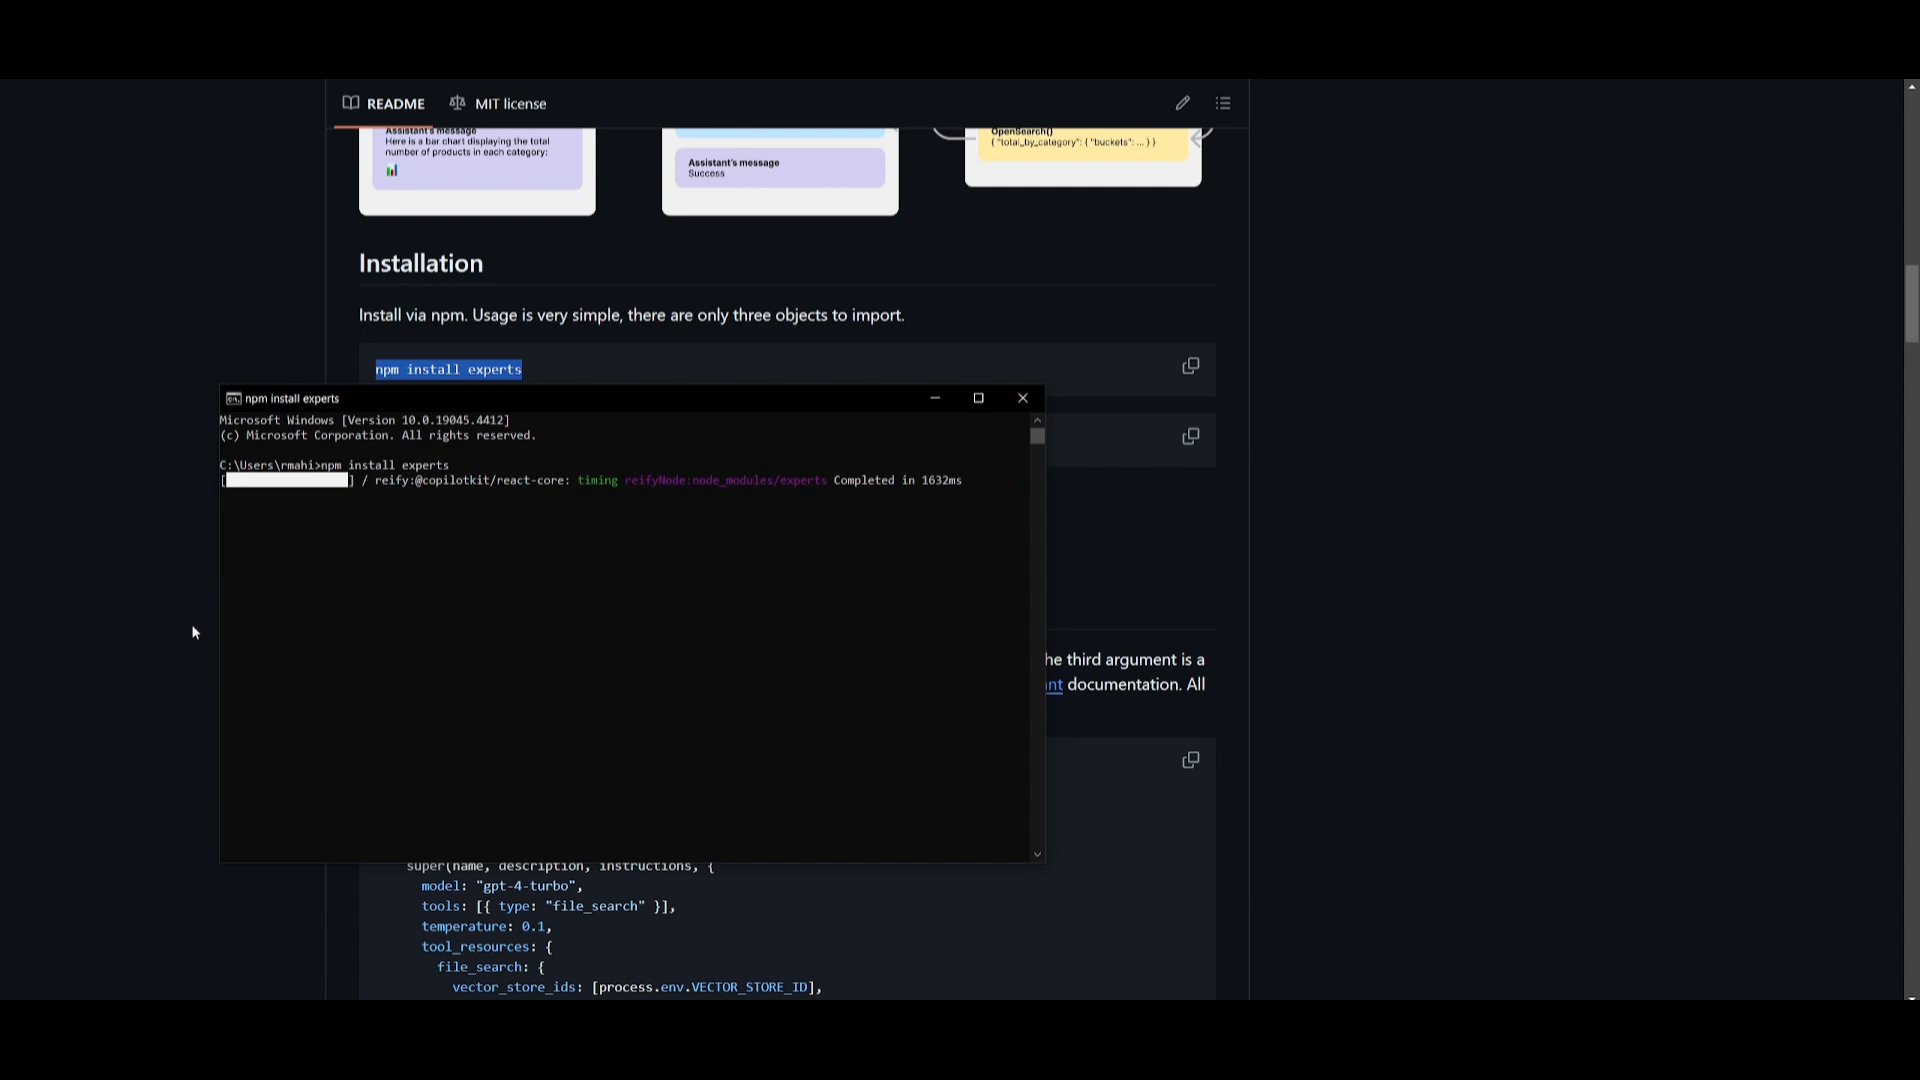 README
MIT license
Assistant's message
Here is a bar chart displaying the total
number of products in each category:
Assistant's message
Success
OpenSearch()
{ "total_by_category": { "buckets": ... } }
Installation
Install via npm. Usage is very simple, there are only three objects to import.
npm install experts
npm install experts
Microsoft Windows [Version 10.0.19045.4412]
(c) Microsoft Corporation. All rights reserved.
C:\Users\rmahi>npm install experts
[ ] / reify:@copilotkit/react-core: timing reifyNode:node_modules/experts Completed in 1632ms
he third argument is a
nt documentation. All
super(name, description, instructions, {
model: "gpt-4-turbo",
tools: [{ type: "file_search" }],
temperature: 0.1,
tool_resources: {
file_search: {
vector_store_ids: [process.env.VECTOR_STORE_ID],